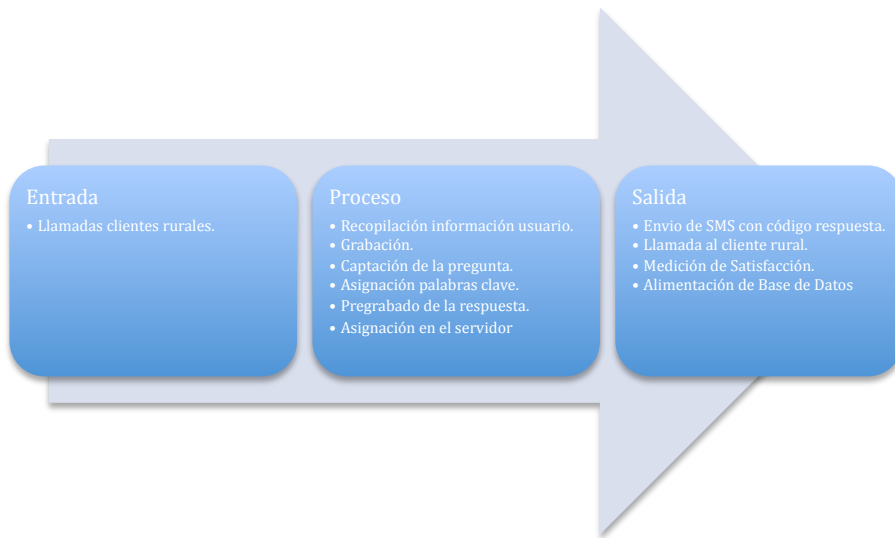 Entrada
• Llamadas clientes rurales.
Proceso
• Recopilación información usuario.
• Grabación.
• Captación de la pregunta.
• Asignación palabras clave.
• Pregrabado de la respuesta.
• Asignación en el servidor
Salida
• Envio de SMS con código respuesta.
• Llamada al cliente rural.
• Medición de Satisfacción.
• Alimentación de Base de Datos